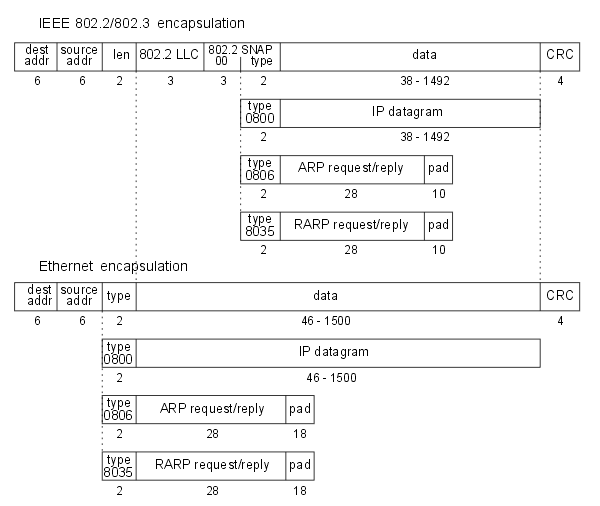 IEEE 802.2/802.3 encapsulation
dest source 802.2 SNAP
addr addr len 802.2 LLC 00 type data CRC
6 6 2 3 3 2 38 - 1492 4
type
0800 IP datagram
2 38 - 1492
type
0806 ARP request/reply pad
2 28 10
type
8035 RARP request/reply pad
2 28 10
Ethernet encapsulation
dest source
addr addr type data CRC
6 6 2 46 - 1500 4
type
0800 IP datagram
2 46 - 1500
type
0806 ARP request/reply pad
2 28 18
type
8035 RARP request/reply pad
2 28 18